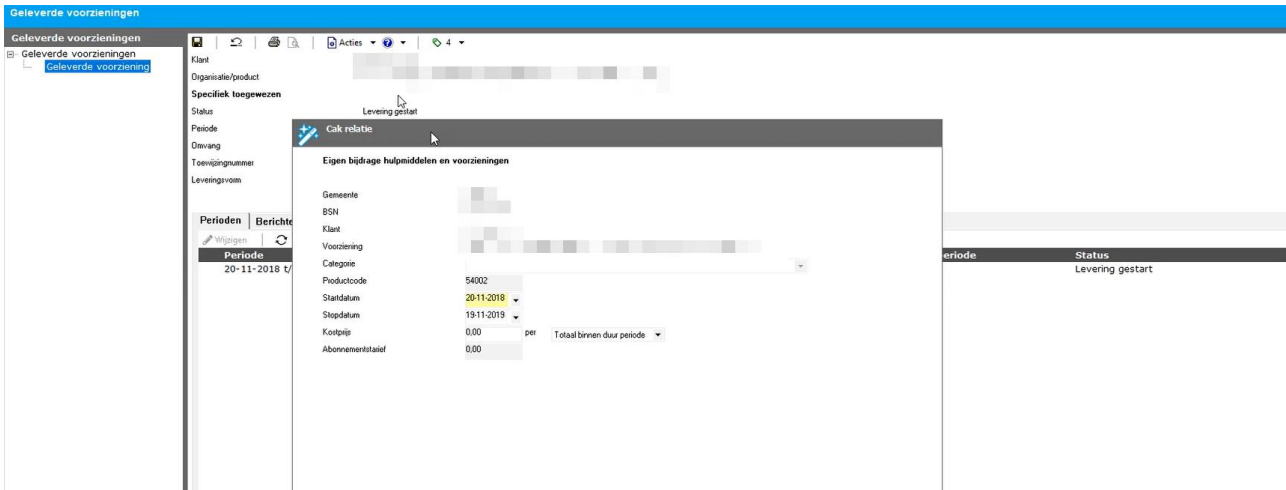 Geleverde voorzieningen
Geleverde voorzieningen
Geleverde voorzieningen
Geleverde voorziening
Acties
4
Klant
Organisatie/product
Specifiek toegewezen
Status Levering gestart
Periode
Omvang
Toewijzingnummer
Leveringsvorm
Cak relatie
Eigen bijdrage hulpmiddelen en voorzieningen
Gemeente
BSN
Klant
Voorziening
Categorie
Productcode 54002
Startdatum 20-11-2018
Stopdatum 19-11-2019
Kostprijs 0,00 per Totaal binnen duur periode
Abonnementstarief 0,00
Perioden Berichte
Wijzigen
Periode eriode Status
20-11-2018 t/ Levering gestart